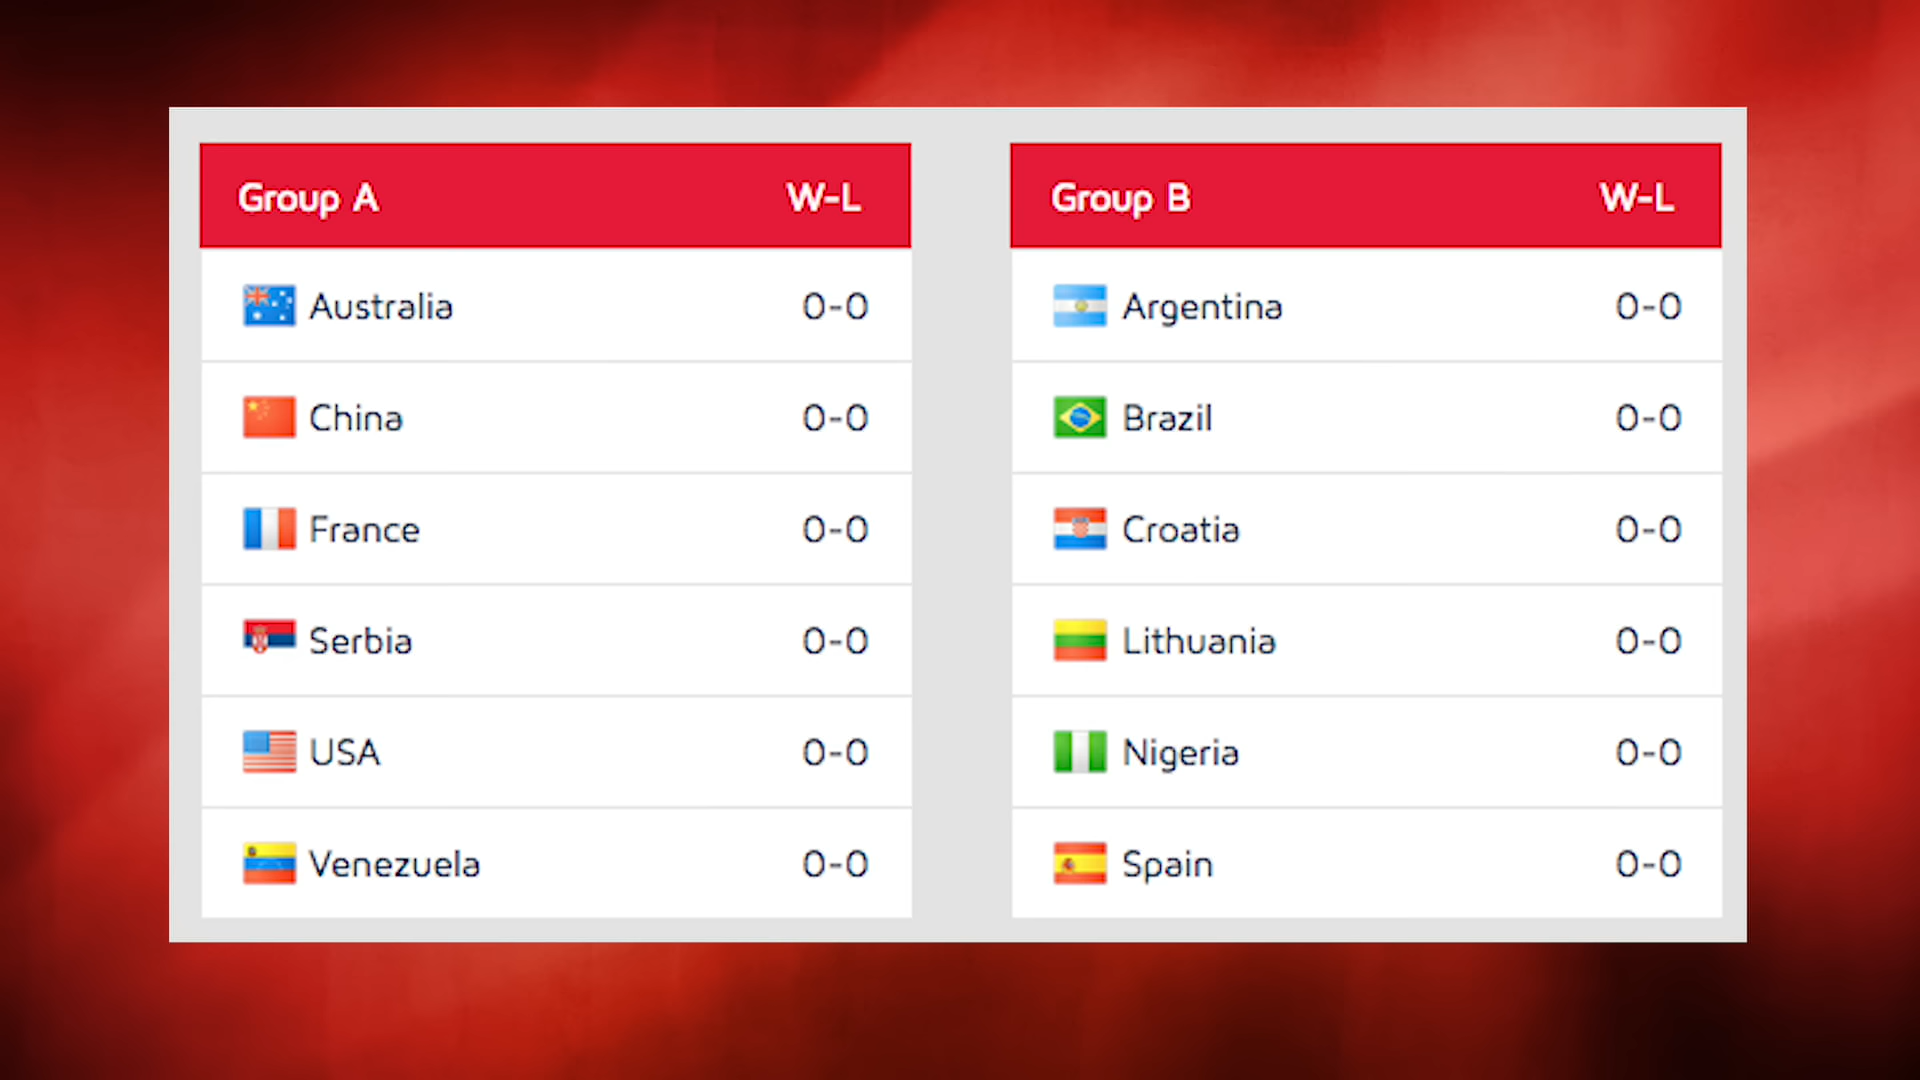 Group A W-L
Australia 0-0
China 0-0
France 0-0
Serbia 0-0
USA 0-0
Venezuela 0-0
Group B W-L
Argentina 0-0
Brazil 0-0
Croatia 0-0
Lithuania 0-0
Nigeria 0-0
Spain 0-0